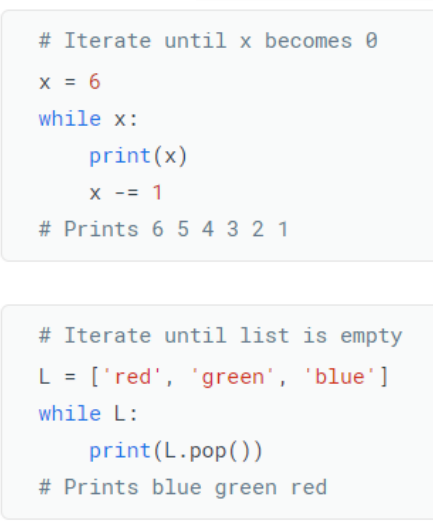 # Iterate until x becomes 0
x = 6
while x:
    print(x)
    x -= 1
# Prints 6 5 4 3 2 1
# Iterate until list is empty
L = ['red', 'green', 'blue']
while L:
    print(L.pop())
# Prints blue green red